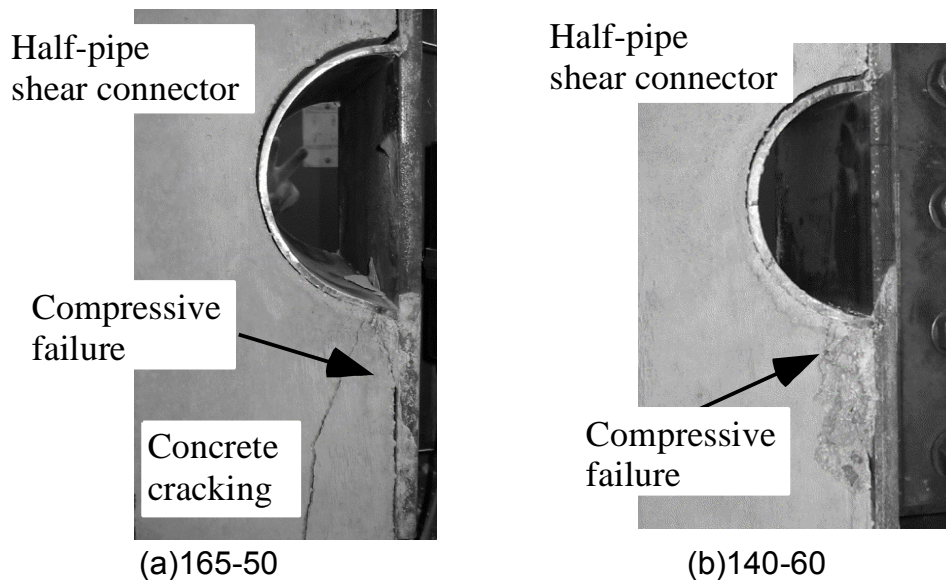 Half-pipe
shear connector
Compressive
failure
Concrete
cracking
(a)165-50
Half-pipe
shear connector
Compressive
failure
(b)140-60